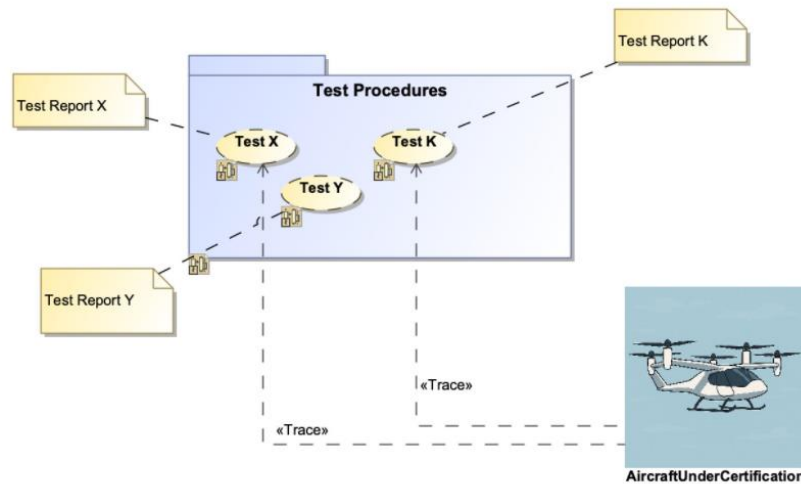 Test Report K
Test Procedures
Test Report X
Test X
Test K
Test Y
Test Report Y
«Trace»
«Trace»
AircraftUnderCertification